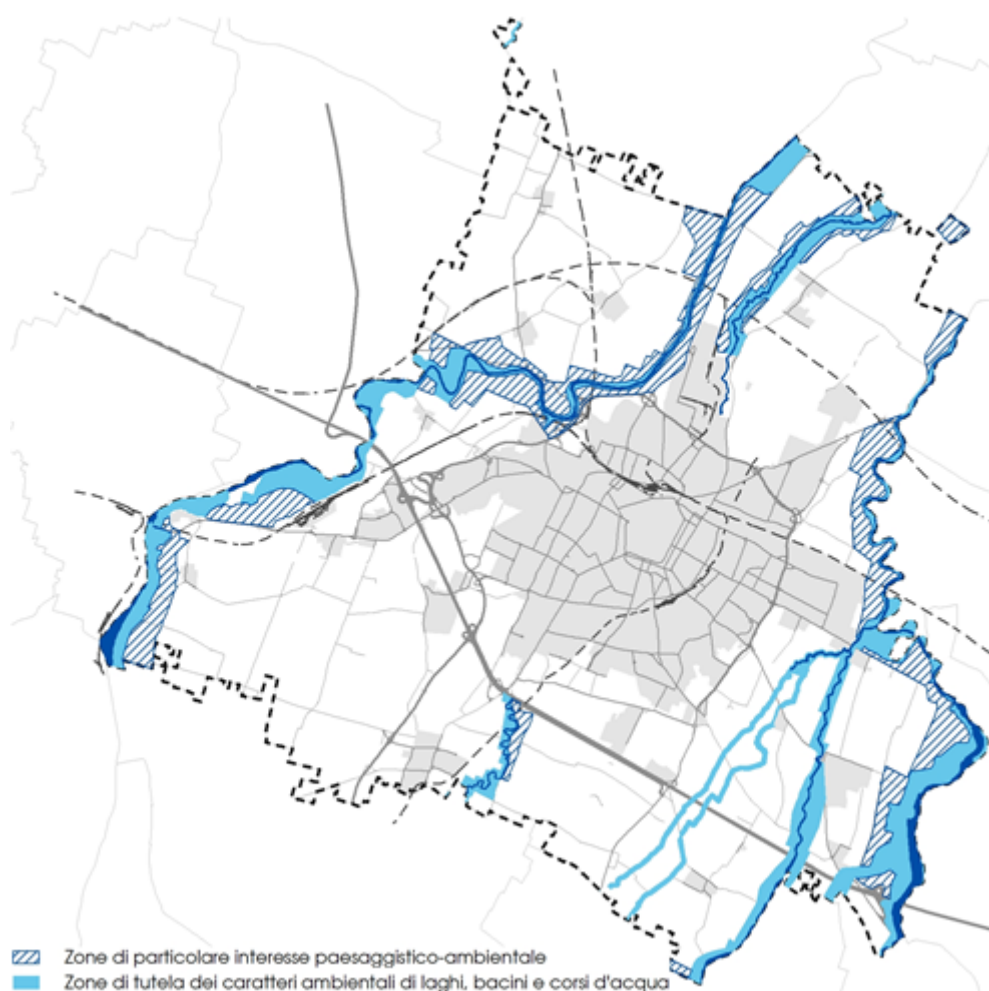 Zone di particolare interesse paesaggistico-ambientale
Zone di tutela dei caratteri ambientali di laghi, bacini e corsi d'acqua